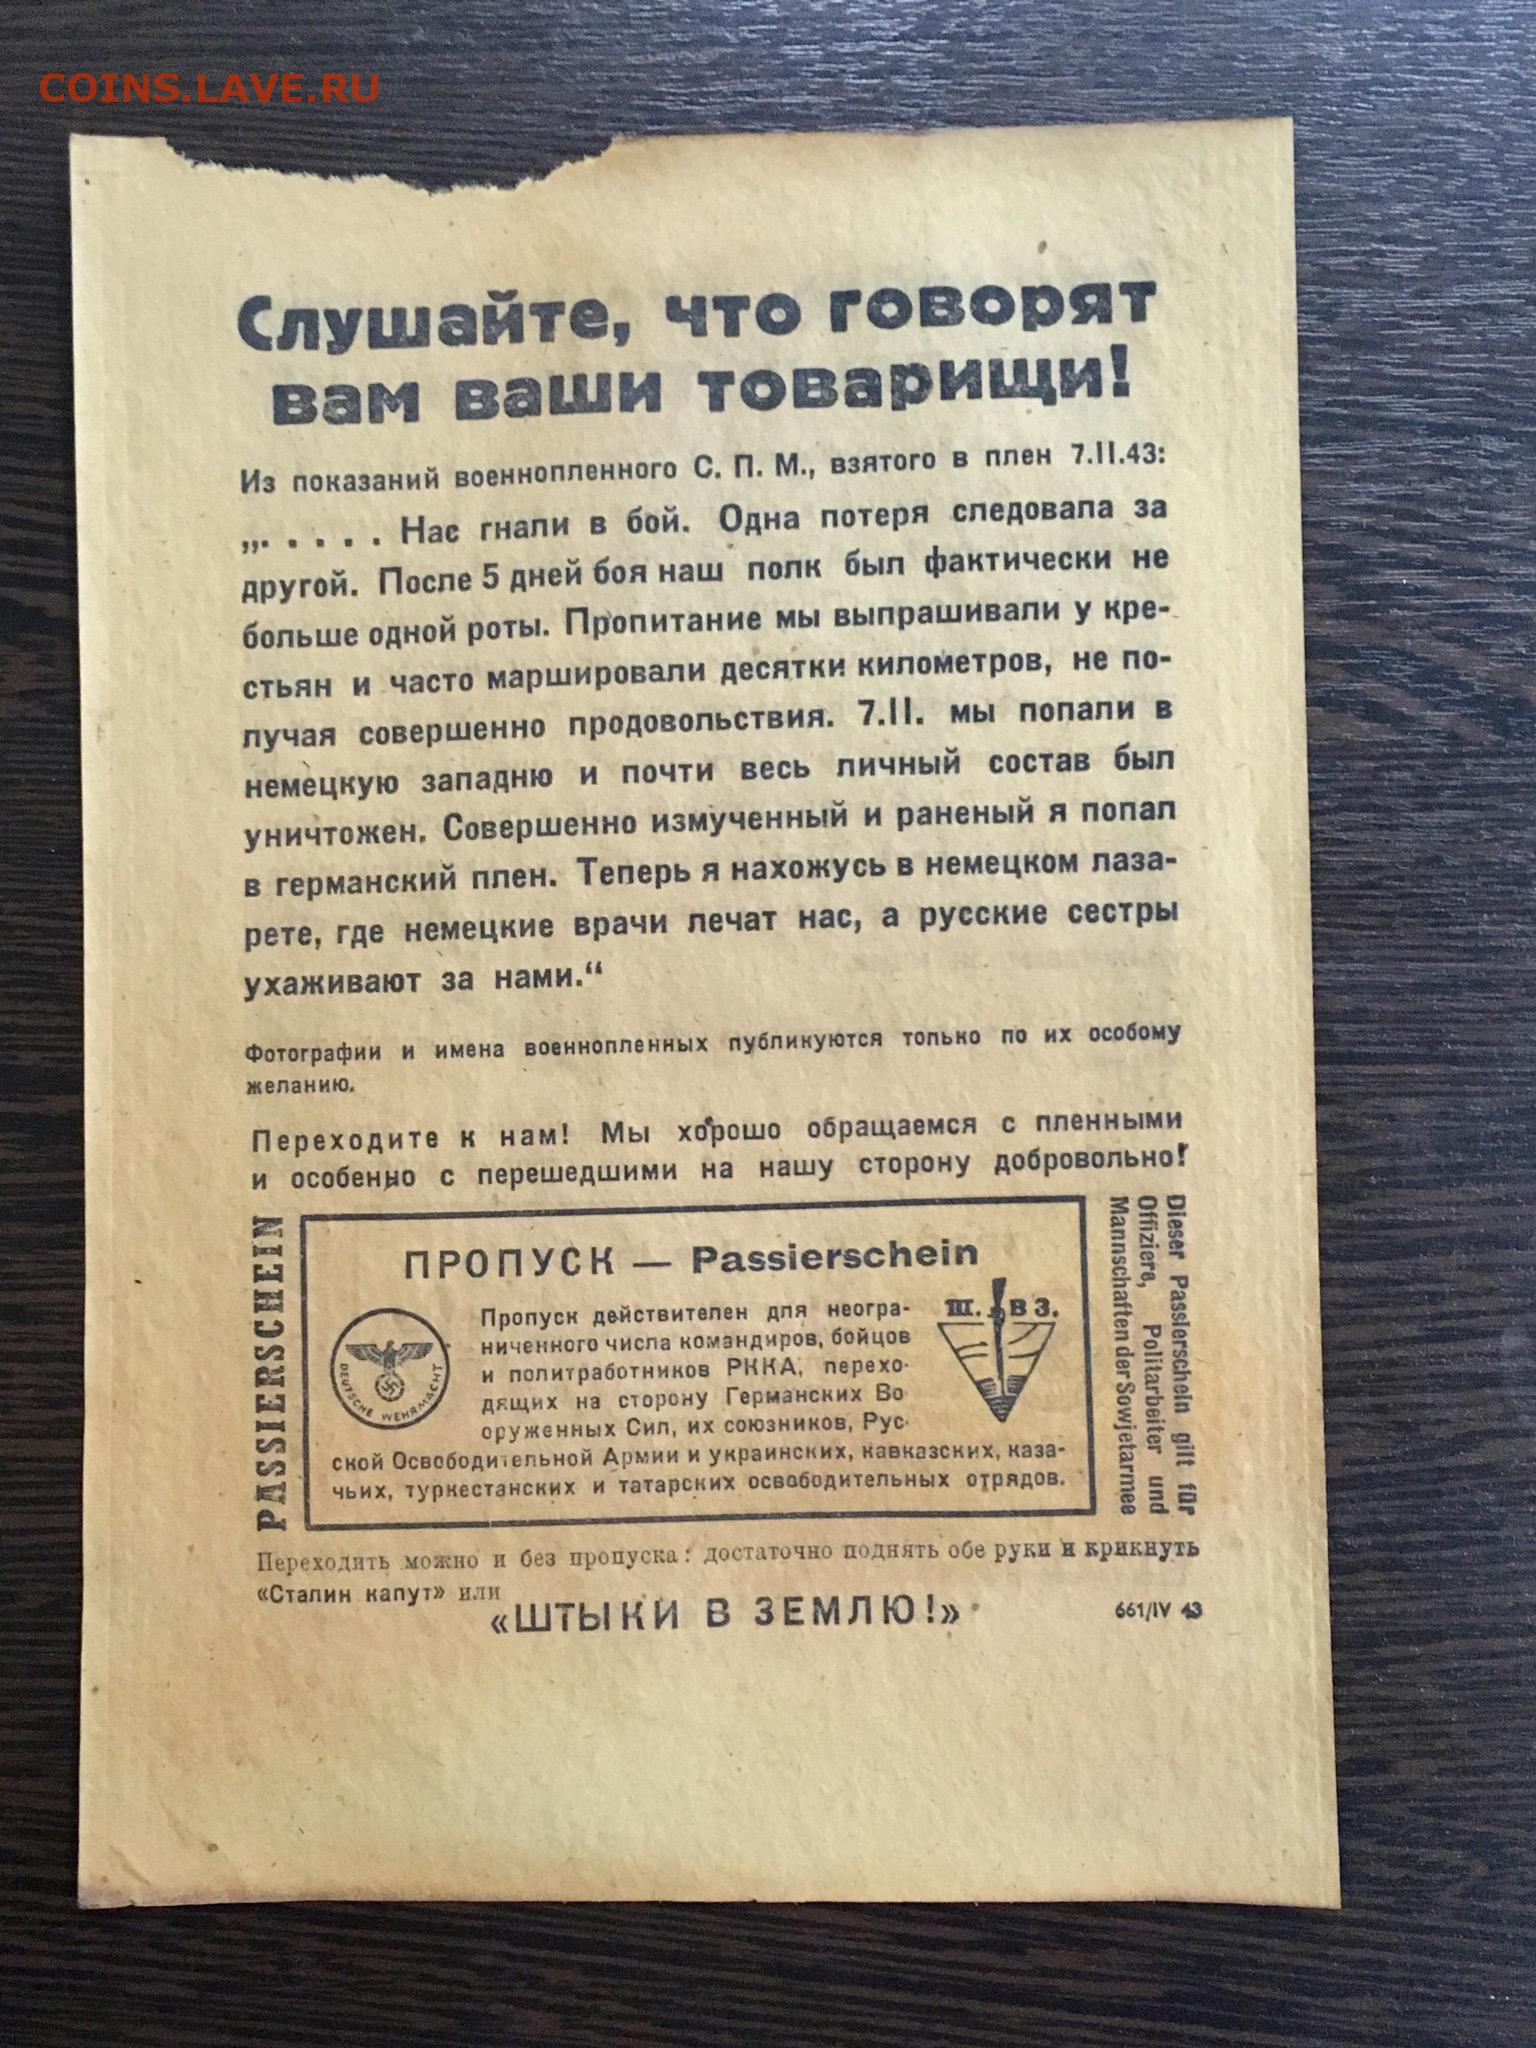 COINS.LAVE.RU
Слушайте, что говорят
вам ваши товарищи!
Из показаний военнопленного С. П. М., взятого в плен 7.II.43:
„. . . . . Нас гнали в бой. Одна потеря следовала за
другой. После 5 дней боя наш полк был фактически не
больше одной роты. Пропитание мы выпрашивали у кре-
стьян и часто маршировали десятки километров, не по-
лучая совершенно продовольствия. 7.II. мы попали в
немецкую западню и почти весь личный состав был
уничтожен. Совершенно измученный и раненый я попал
в германский плен. Теперь я нахожусь в немецком лаза-
рете, где немецкие врачи лечат нас, а русские сестры
ухаживают за нами.“
Фотографии и имена военнопленных публикуются только по их особому
желанию.
Переходите к нам! Мы хорошо обращаемся с пленными
и особенно с перешедшими на нашу сторону добровольно!
PASSIERSCHEIN
ПРОПУСК — Passierschein
DEUTSCHE WEHRMACHT
Пропуск действителен для неогра-
ниченного числа командиров, бойцов
и политработников РККА, перехо-
дящих на сторону Германских Во-
оруженных Сил, их союзников, Рус-
ской Освободительной Армии и украинских, кавказских, каза-
чьих, туркестанских и татарских освободительных отрядов.
Ш. В З.
Dieser Passierschein gilt für
Offiziere, Politarbeiter und
Mannschaften der Sowjetarmee
Переходить можно и без пропуска: достаточно поднять обе руки и крикнуть
«Сталин капут» или
«ШТЫКИ В ЗЕМЛЮ!»
661/IV 43